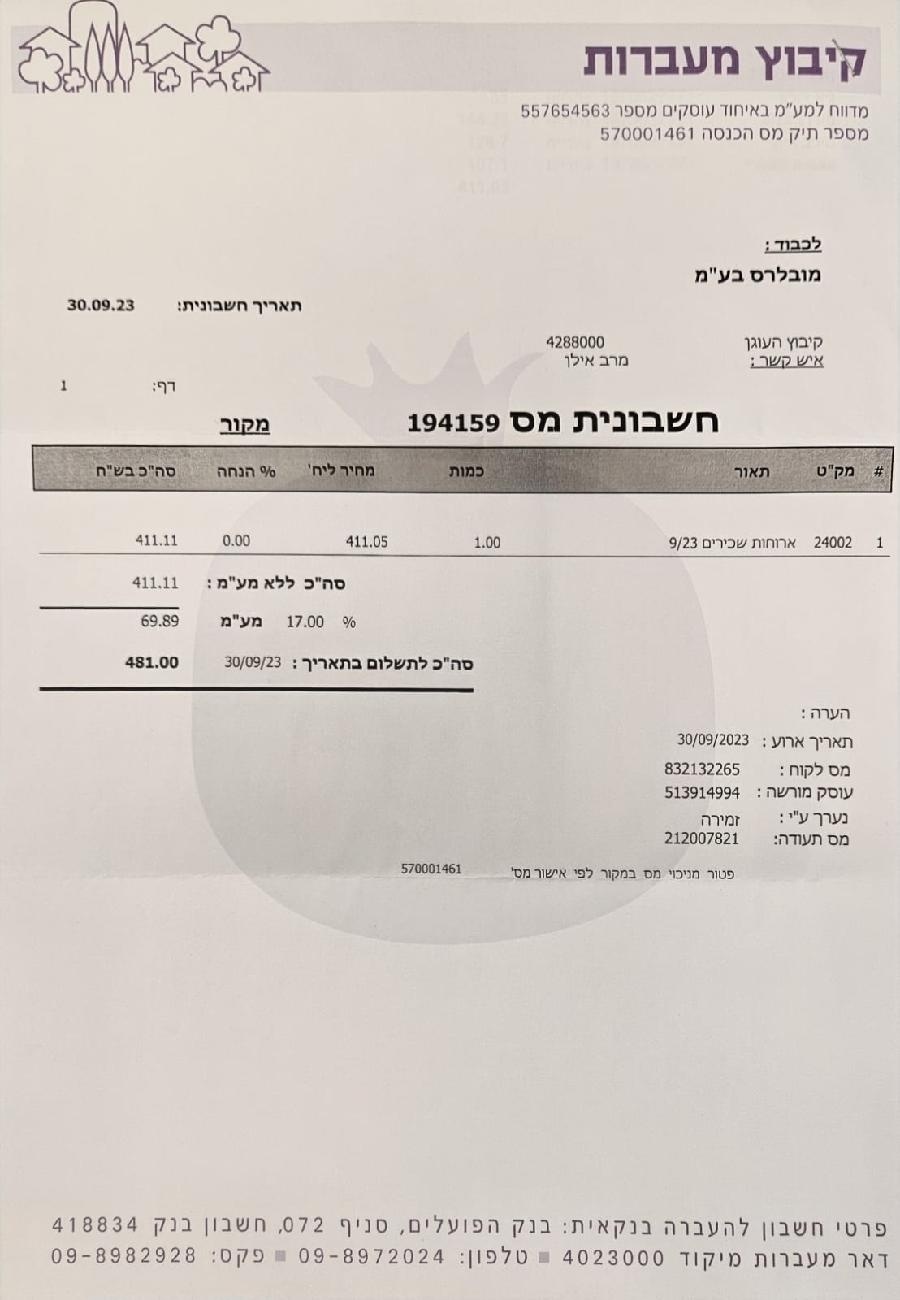 קיבוץ מעברות
מדווח למע"מ באיחוד עוסקים מספר 557654563
מספר תיק מס הכנסה 570001461
לכבוד :
מובלרס בע"מ
תאריך חשבונית: 30.09.23
קיבוץ העוגן 4288000
איש קשר : מרב אילן
דף: 1
חשבונית מס 194159 מקור
# מק"ט תאור כמות מחיר ליח' % הנחה סה"כ בש"ח
1 24002 ארוחות שכירים 9/23 1.00 411.05 0.00 411.11
סה"כ ללא מע"מ : 411.11
% 17.00 מע"מ 69.89
סה"כ לתשלום בתאריך : 30/09/23 481.00
הערה :
תאריך ארוע : 30/09/2023
מס לקוח : 832132265
עוסק מורשה : 513914994
נערך ע"י : זמירה
מס תעודה: 212007821
פטור מניכוי מס במקור לפי אישור מס' 570001461
פרטי חשבון להעברה בנקאית: בנק הפועלים, סניף 072, חשבון בנק 418834
דאר מעברות מיקוד 4023000 ■ טלפון: 09-8972024 ■ פקס: 09-8982928